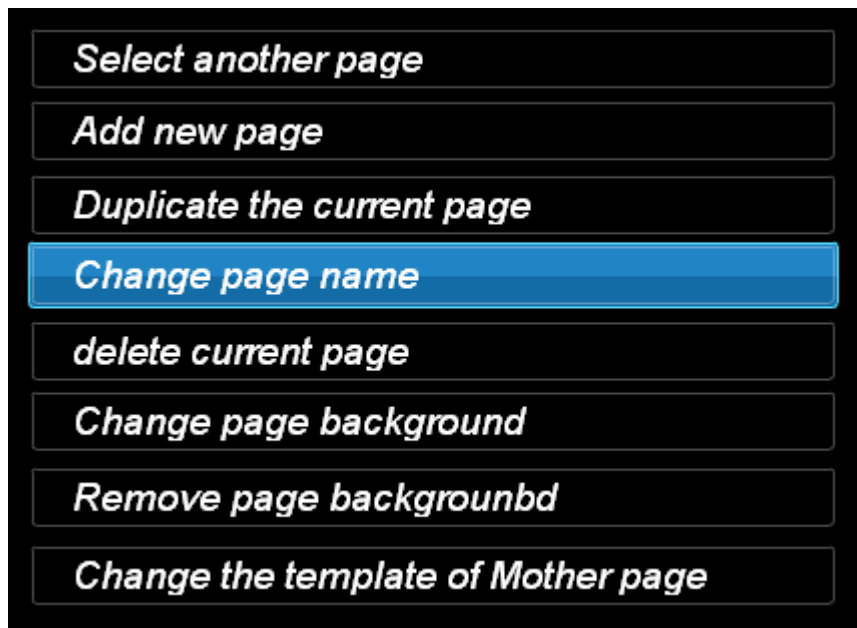 Select another page
Add new page
Duplicate the current page
Change page name
delete current page
Change page background
Remove page backgrounbd
Change the template of Mother page